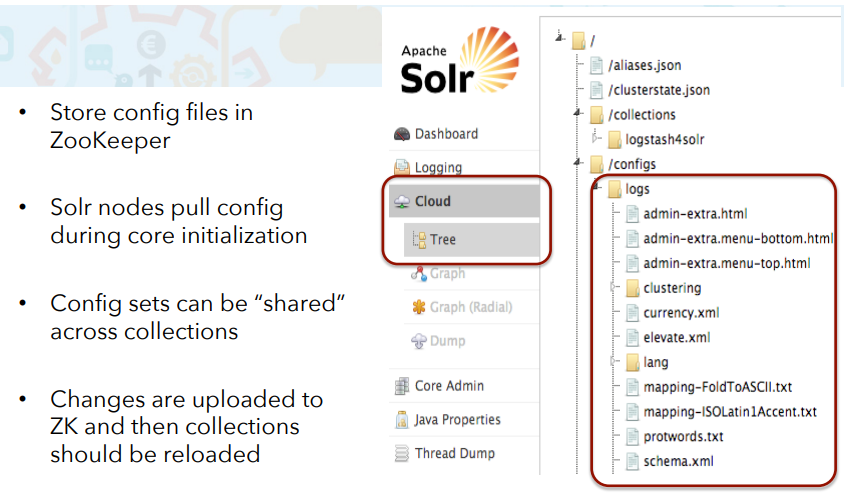 • Store config files in
ZooKeeper
• Solr nodes pull config
during core initialization
• Config sets can be “shared”
across collections
• Changes are uploaded to
ZK and then collections
should be reloaded
Apache
Solr
Dashboard
Logging
Cloud
Tree
Graph
Graph (Radial)
Dump
Core Admin
Java Properties
Thread Dump
/
/aliases.json
/clusterstate.json
/collections
logstash4solr
/configs
logs
admin-extra.html
admin-extra.menu-bottom.html
admin-extra.menu-top.html
clustering
currency.xml
elevate.xml
lang
mapping-FoldToASCII.txt
mapping-ISOLatin1Accent.txt
protwords.txt
schema.xml